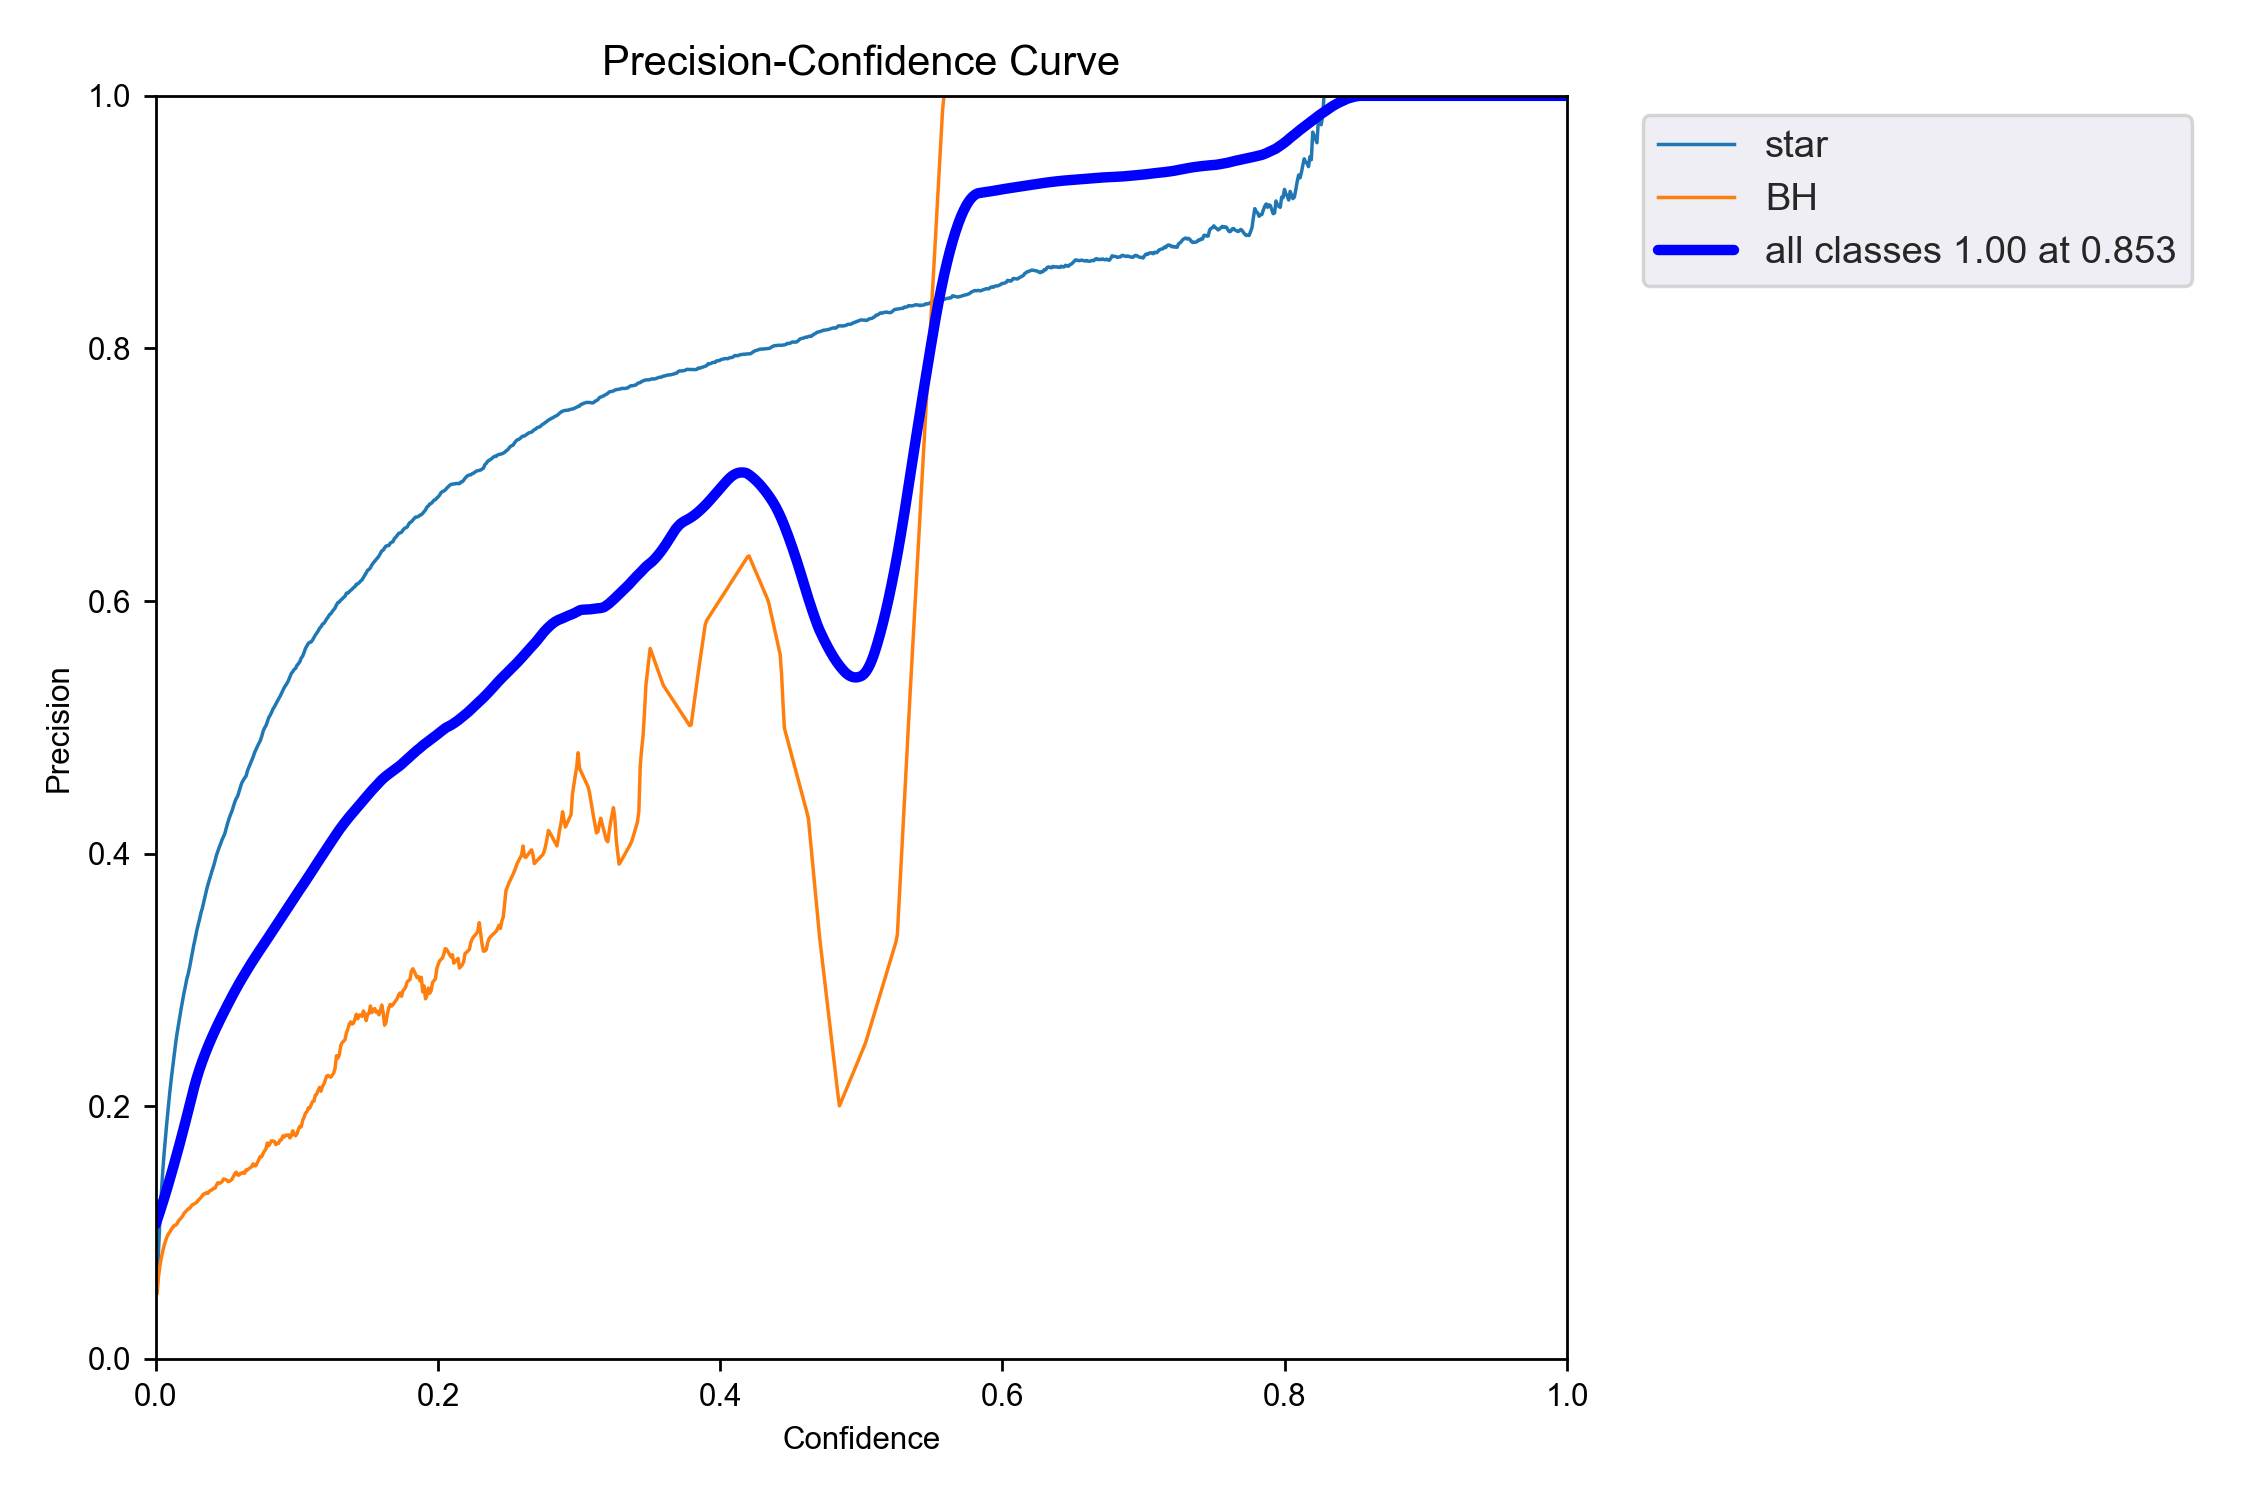 Precision-Confidence Curve
1.0
0.8
0.6
0.4
0.2
0.0
Precision
0.0 0.2 0.4 0.6 0.8 1.0
Confidence
star
BH
all classes 1.00 at 0.853